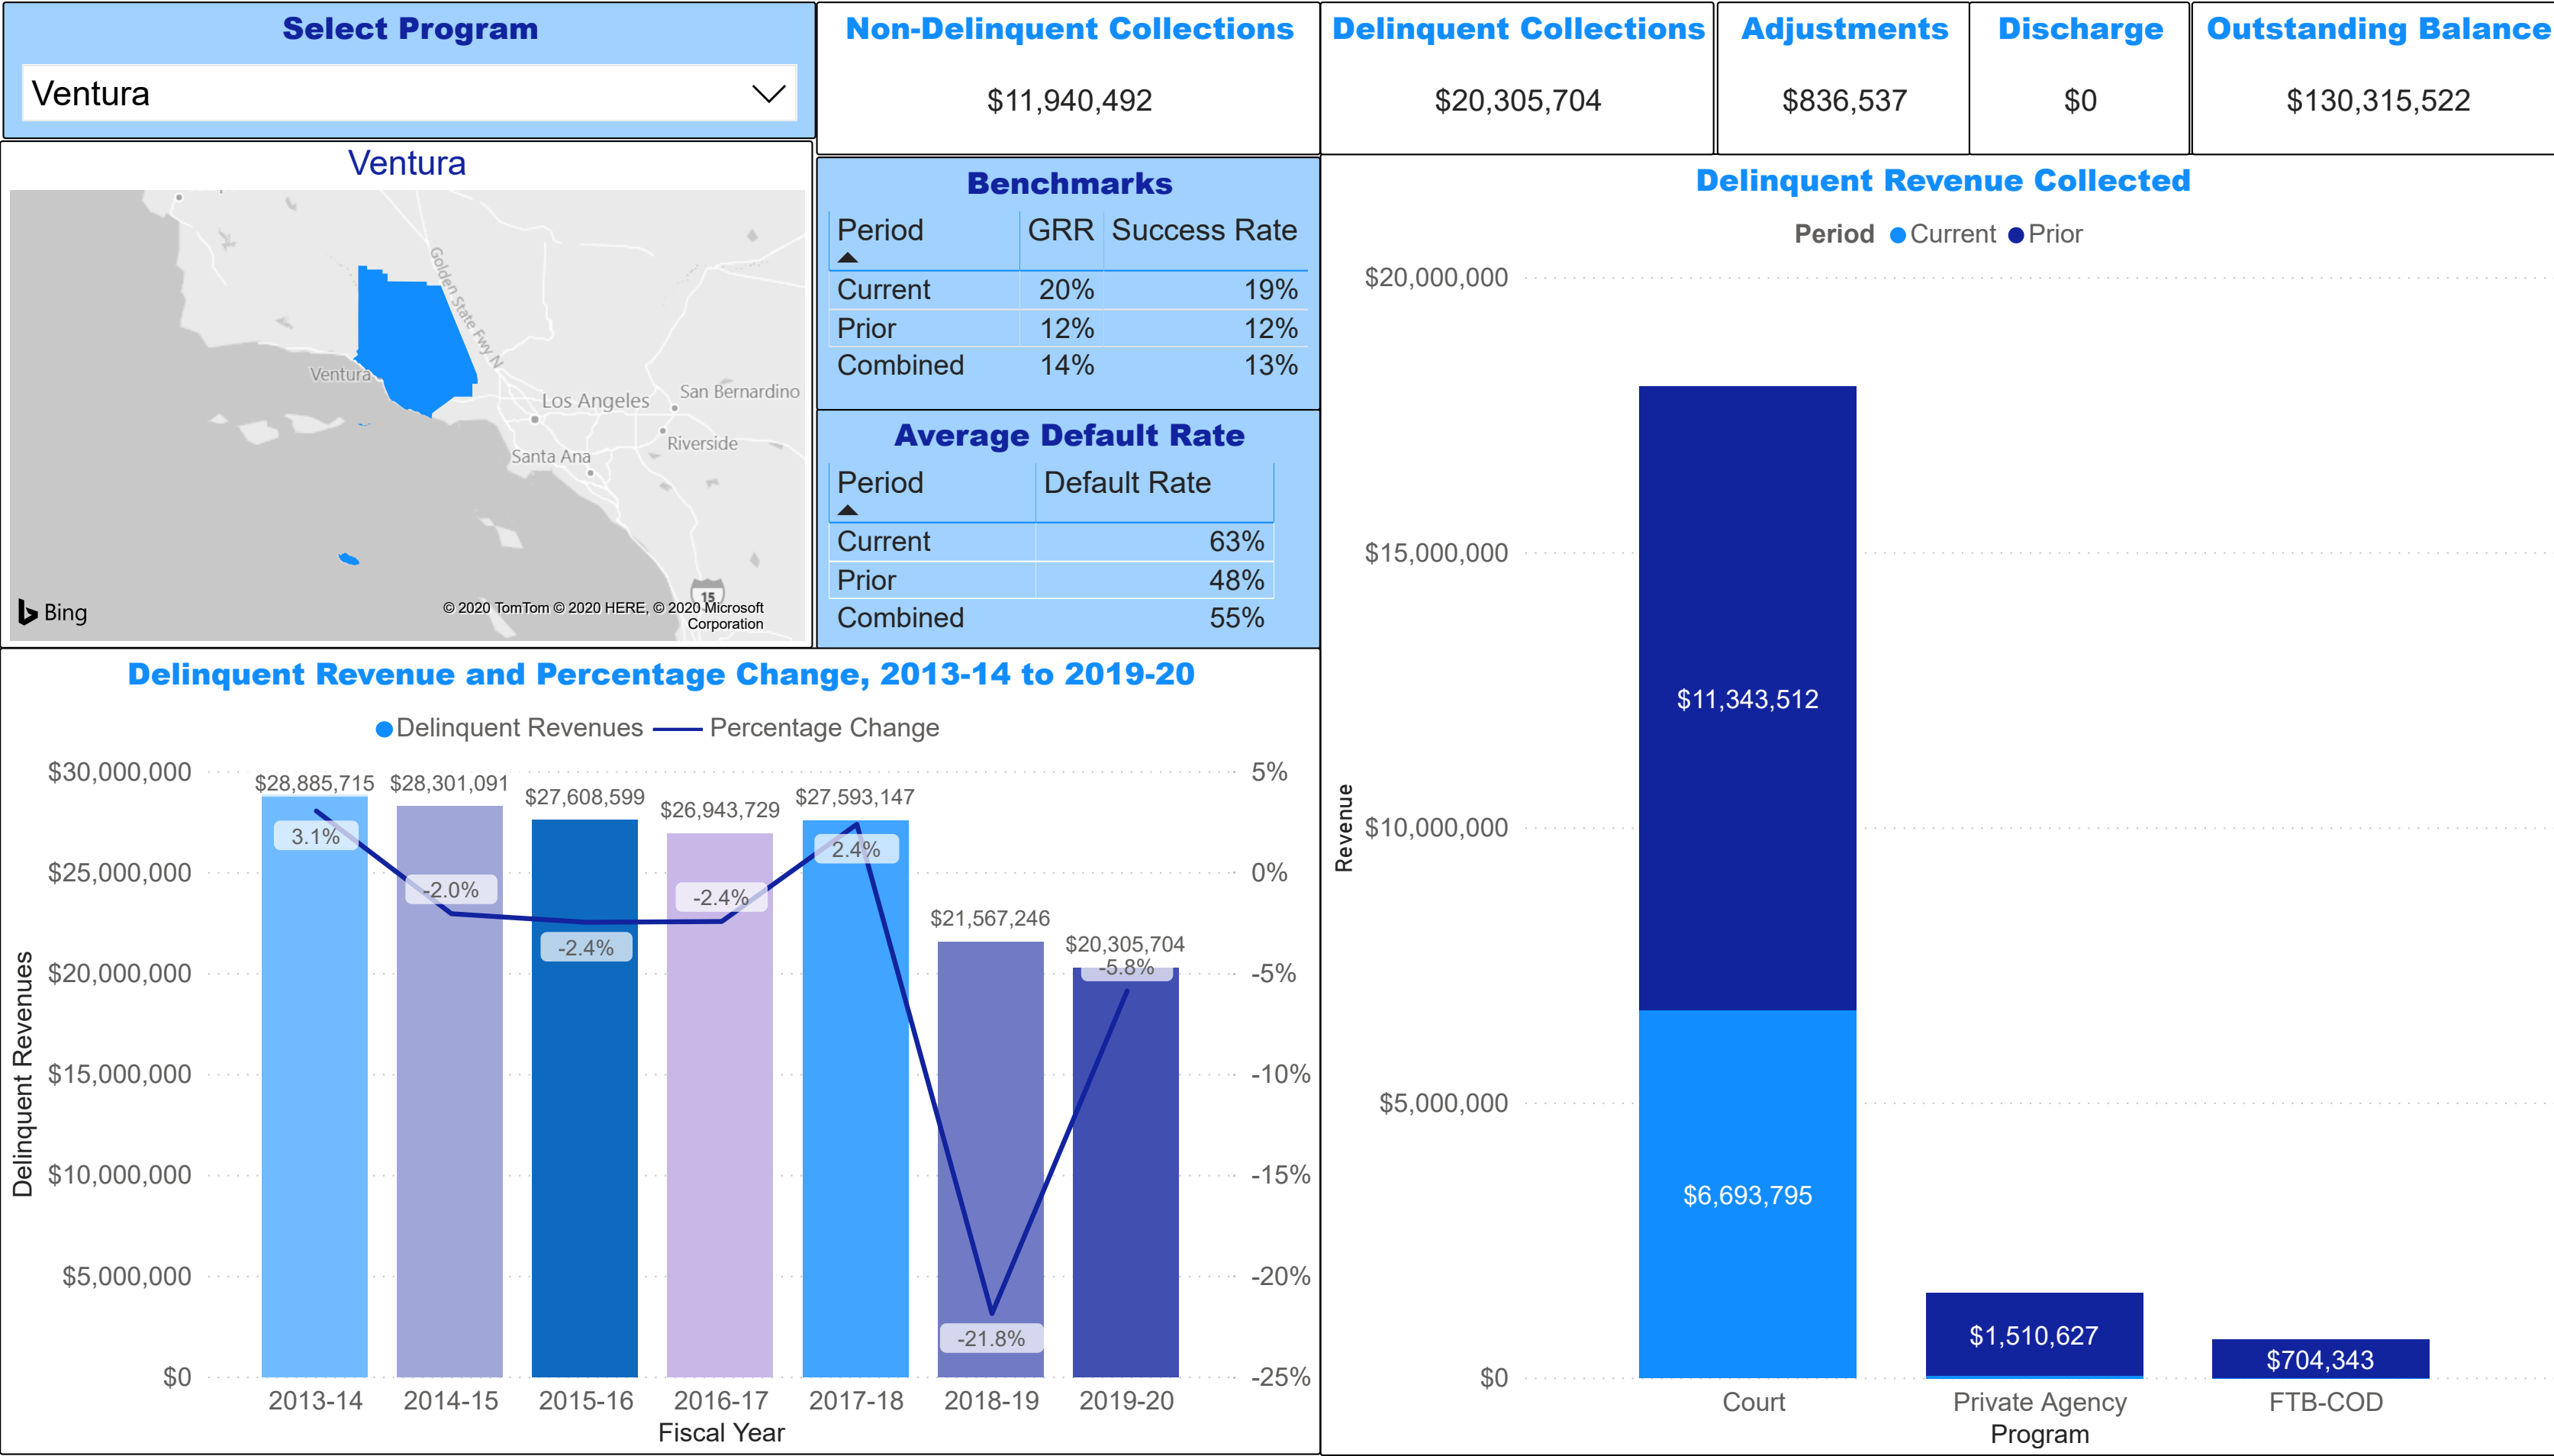 Select Program
Ventura
Non-Delinquent Collections
$11,940,492
Delinquent Collections
$20,305,704
Adjustments
$836,537
Discharge
$0
Outstanding Balance
$130,315,522
Ventura
Golden State Fwy N
Ventura
Los Angeles
San Bernardino
Riverside
Santa Ana
15
Bing
© 2020 TomTom © 2020 HERE, © 2020 Microsoft
Corporation
Benchmarks
Period GRR Success Rate
Current 20% 19%
Prior 12% 12%
Combined 14% 13%
Average Default Rate
Period Default Rate
Current 63%
Prior 48%
Combined 55%
Delinquent Revenue and Percentage Change, 2013-14 to 2019-20
Delinquent Revenues Percentage Change
Delinquent Revenues
$30,000,000
$25,000,000
$20,000,000
$15,000,000
$10,000,000
$5,000,000
$0
$28,885,715
$28,301,091
$27,608,599
$26,943,729
$27,593,147
$21,567,246
$20,305,704
3.1%
-2.0%
-2.4%
-2.4%
2.4%
-21.8%
-5.8%
5%
0%
-5%
-10%
-15%
-20%
-25%
2013-14 2014-15 2015-16 2016-17 2017-18 2018-19 2019-20
Fiscal Year
Delinquent Revenue Collected
Period Current Prior
Revenue
$20,000,000
$15,000,000
$10,000,000
$5,000,000
$0
$11,343,512
$6,693,795
$1,510,627
$704,343
Court Private Agency FTB-COD
Program